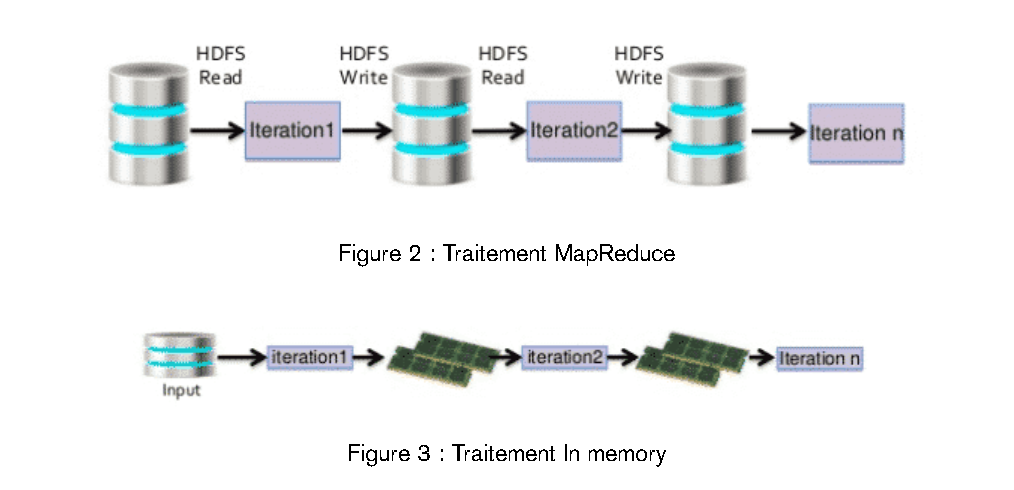 HDFS Read
HDFS Write
HDFS Read
HDFS Write
Iteration1
Iteration2
Iteration n
Figure 2 : Traitement MapReduce
iteration1
iteration2
Iteration n
Input
Figure 3 : Traitement In memory